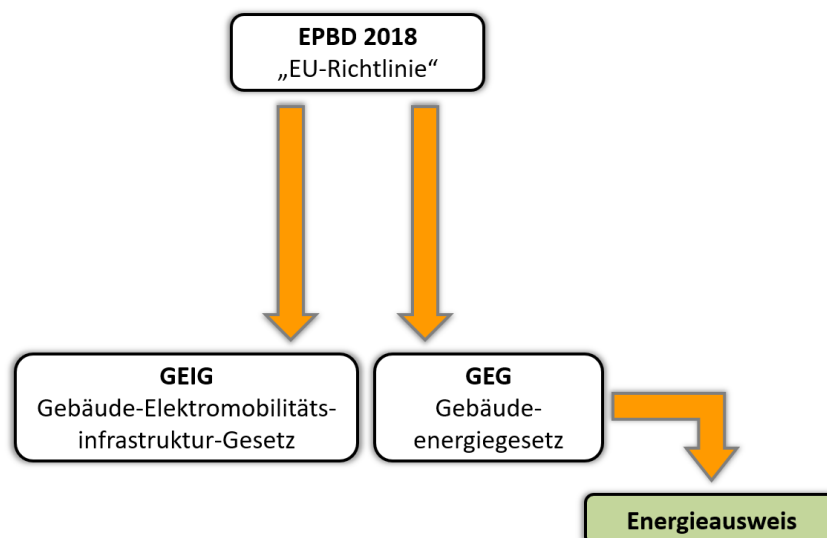 EPBD 2018
„EU-Richtlinie“
GEIG
Gebäude-Elektromobilitäts-
infrastruktur-Gesetz
GEG
Gebäude-
energiegesetz
Energieausweis